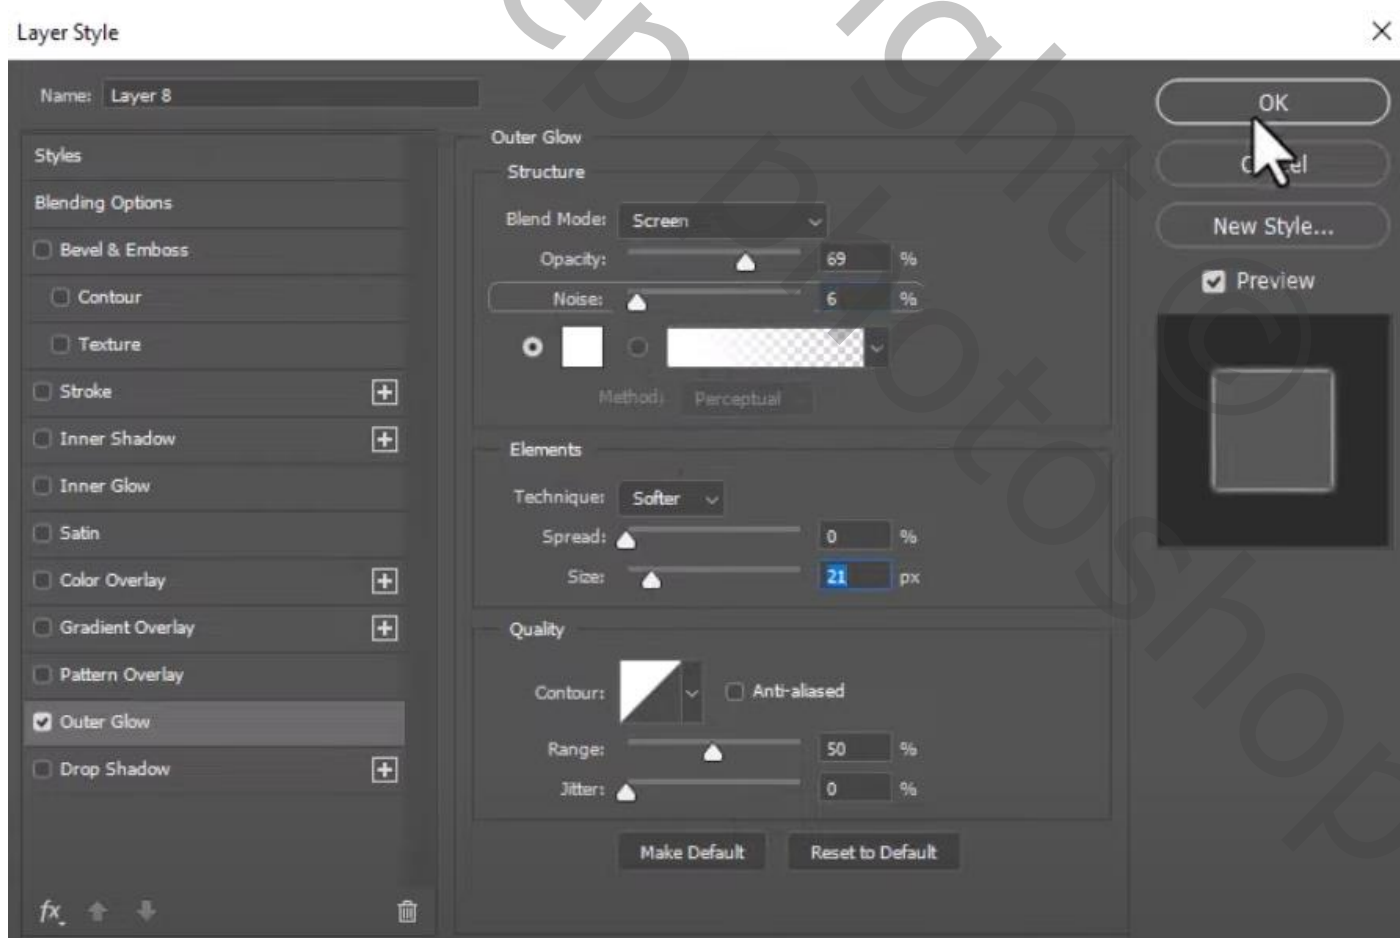 Layer Style
Name: Layer 8
Styles
Blending Options
Bevel & Emboss
Contour
Texture
Stroke
Inner Shadow
Inner Glow
Satin
Color Overlay
Gradient Overlay
Pattern Overlay
Outer Glow
Drop Shadow
fx
Outer Glow
Structure
Blend Mode: Screen
Opacity: 69 %
Noise: 6 %
Method: Perceptual
Elements
Technique: Softer
Spread: 0 %
Size: 21 px
Quality
Contour: Anti-aliased
Range: 50 %
Jitter: 0 %
Make Default Reset to Default
OK
New Style...
Preview
photoshop
©